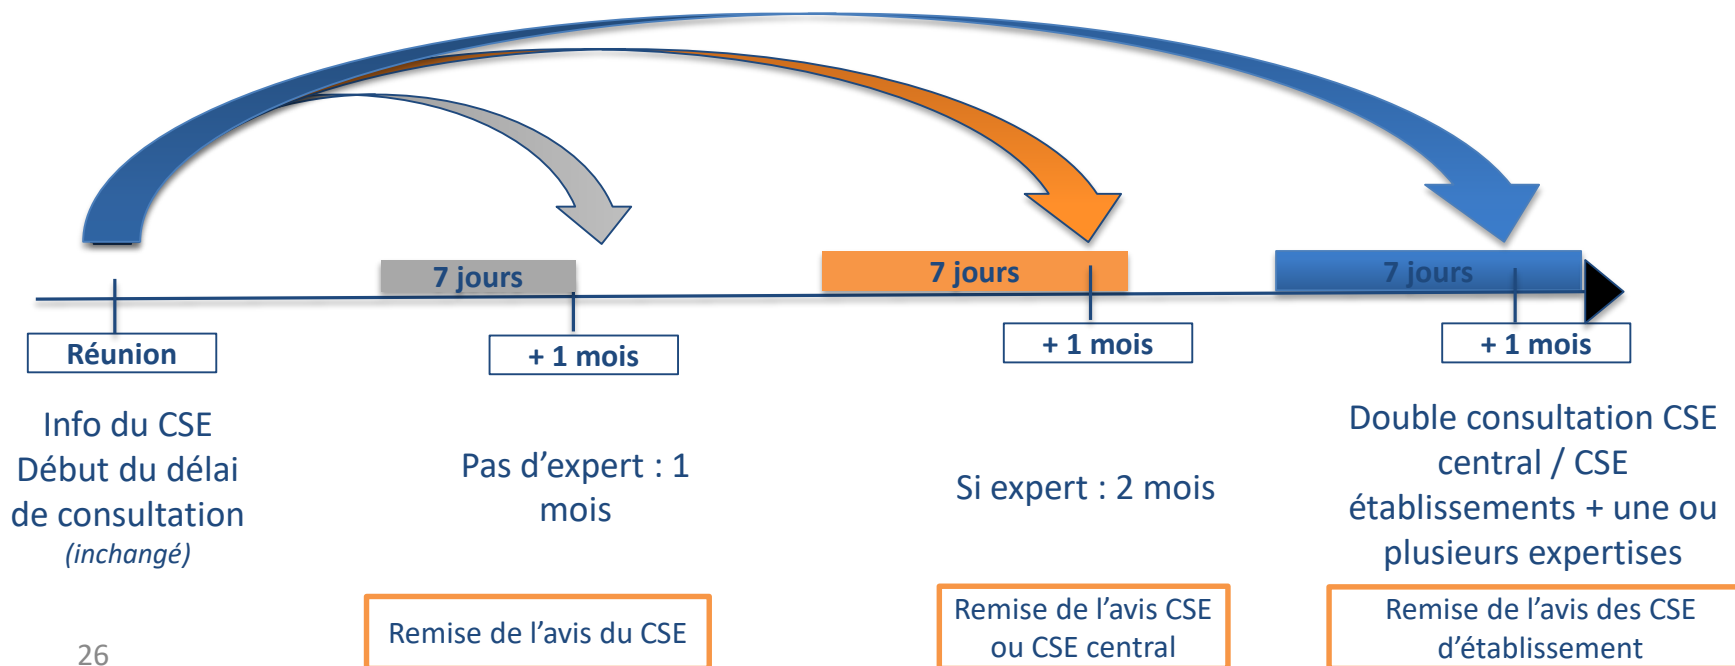 7 jours
7 jours
7 jours
Réunion
+ 1 mois
+ 1 mois
+ 1 mois
Info du CSE
Début du délai
de consultation
(inchangé)
Pas d’expert : 1
mois
Si expert : 2 mois
Double consultation CSE
central / CSE
établissements + une ou
plusieurs expertises
Remise de l’avis du CSE
Remise de l’avis CSE
ou CSE central
Remise de l’avis des CSE
d’établissement
26